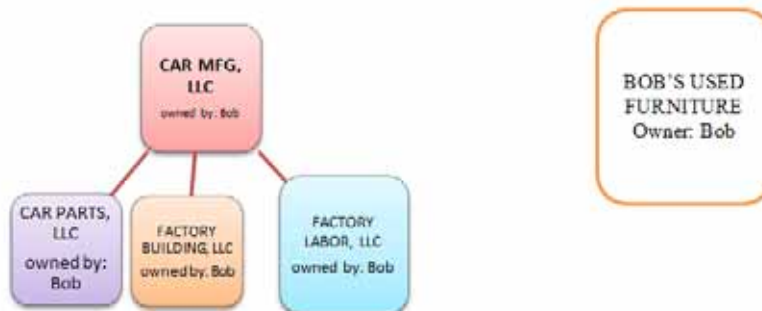 CAR MFG,
LLC
owned by: Bob
BOB'S USED
FURNITURE
Owner: Bob
CAR PARTS,
LLC
owned by:
Bob
FACTORY
BUILDING, LLC
owned by: Bob
FACTORY
LABOR, LLC
owned by: Bob